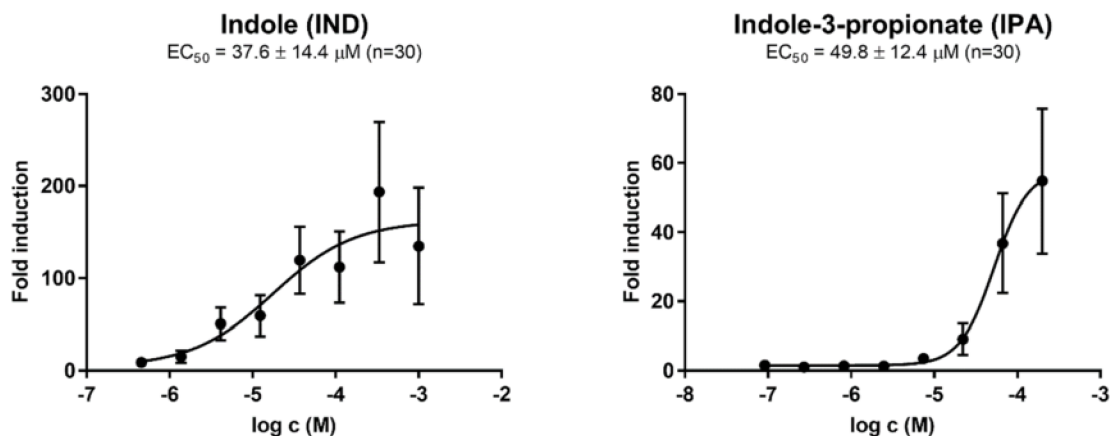 Indole (IND)
EC50 = 37.6 ± 14.4 μM (n=30)
300
200
100
0
Fold induction
-7 -6 -5 -4 -3 -2
log c (M)
Indole-3-propionate (IPA)
EC50 = 49.8 ± 12.4 μM (n=30)
80
60
40
20
0
Fold induction
-8 -7 -6 -5 -4 -3
log c (M)